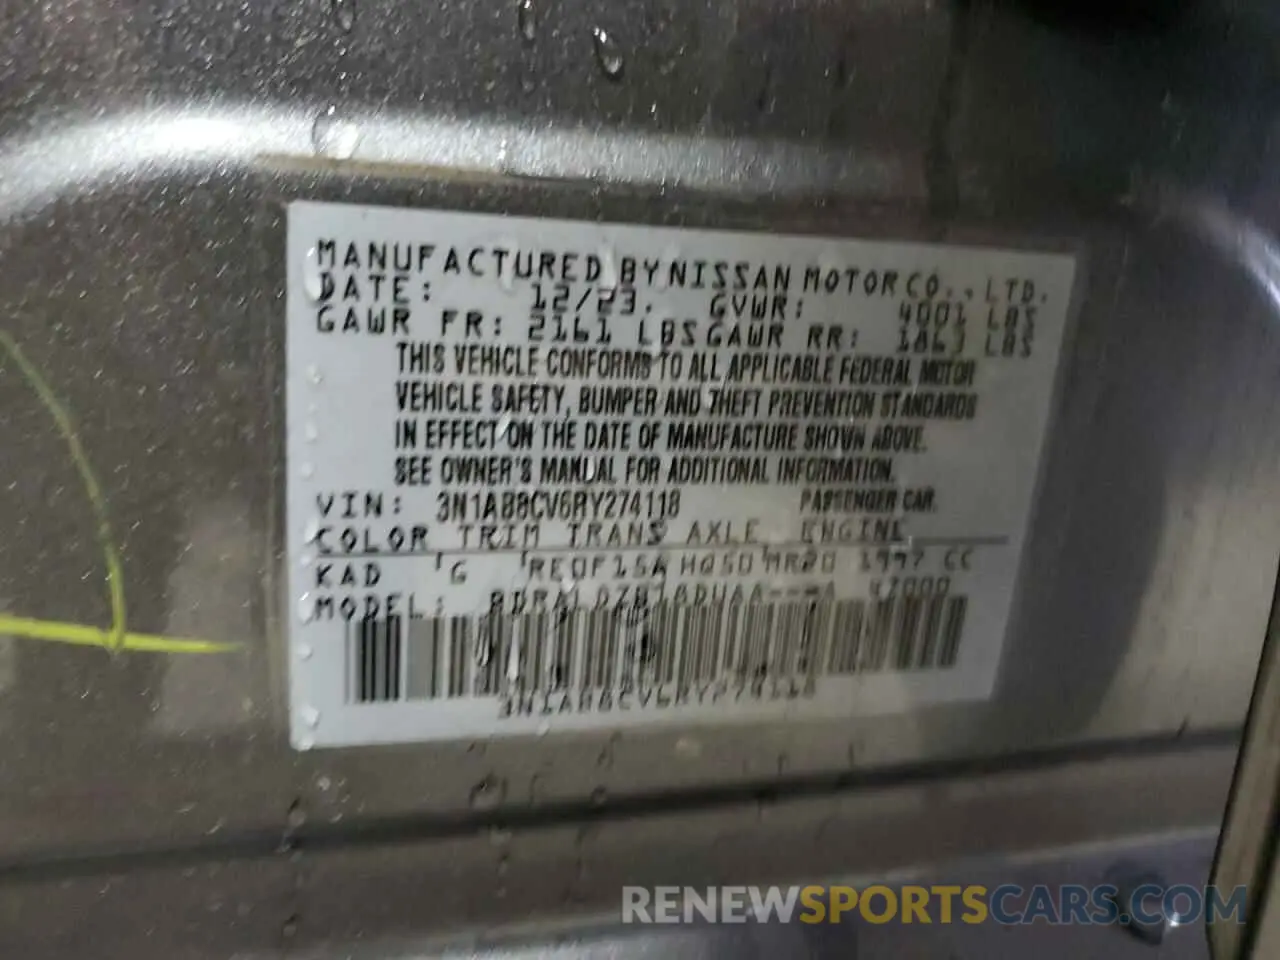 MANUFACTURED BY NISSAN MOTOR CO., LTD.
DATE: 12/23. GVWR: 4001 LBS
GAWR FR: 2161 LBS GAWR RR: 1863 LBS
THIS VEHICLE CONFORMS TO ALL APPLICABLE FEDERAL MOTOR
VEHICLE SAFETY, BUMPER AND THEFT PREVENTION STANDARDS
IN EFFECT ON THE DATE OF MANUFACTURE SHOWN ABOVE.
SEE OWNER'S MANUAL FOR ADDITIONAL INFORMATION.
VIN: 3N1AB8CV6RY274118 PASSENGER CAR.
COLOR TRIM TRANS AXLE ENGINE
KAD G RE0F15A HQ50 MR20 1997 CC
MODEL:
3N1AB8CV6RY274118
RENEWSPORTSCARS.COM